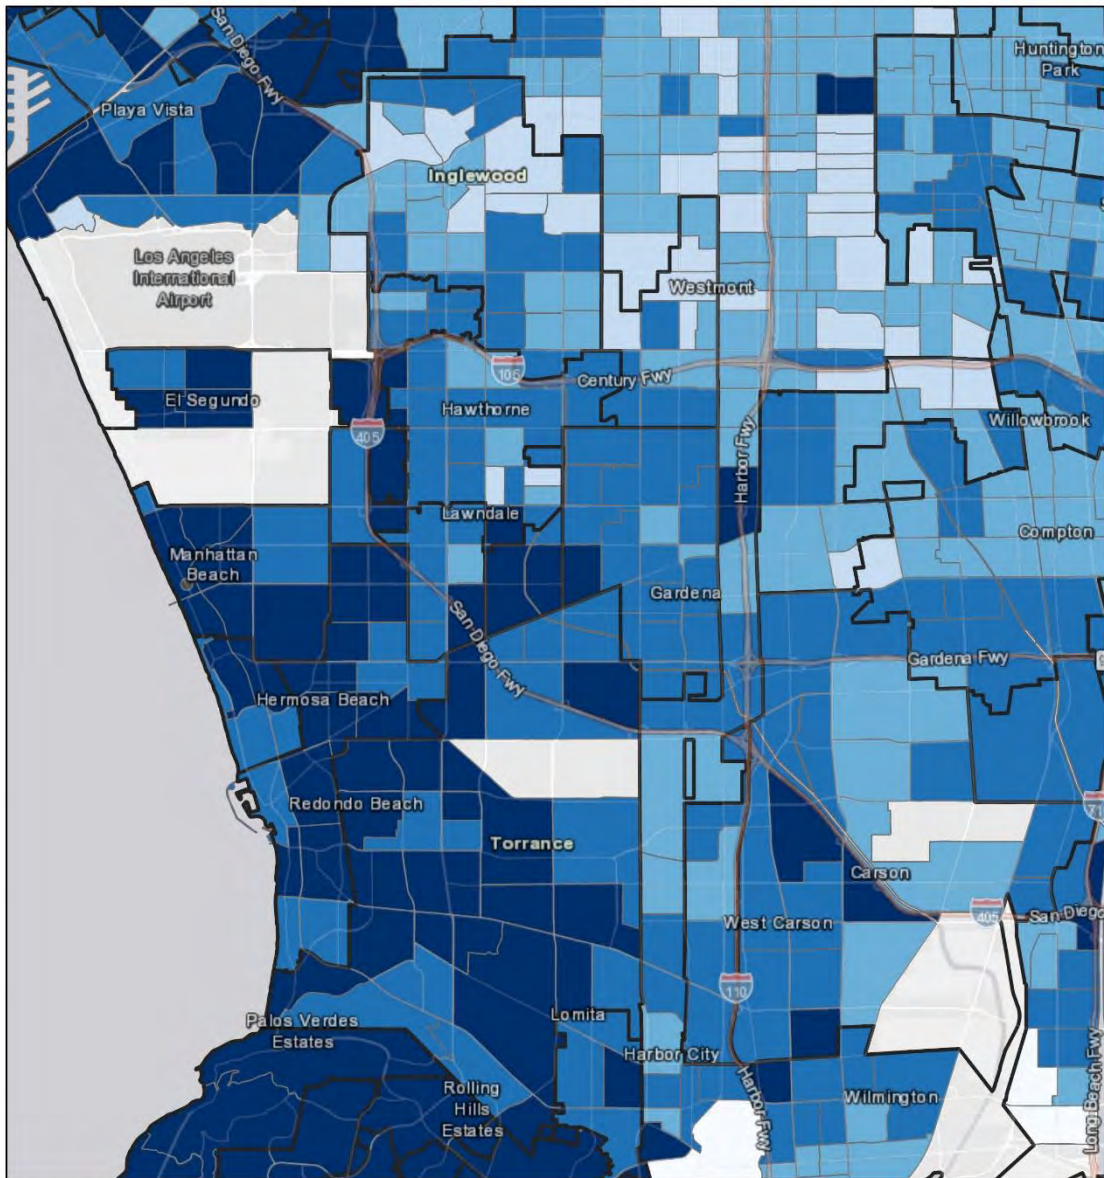 San Diego Fwy
Huntington
Park
Playa Vista
Inglewood
Los Angeles
International
Airport
Westmont
105
Century Fwy
El Segundo
Hawthorne
405
Harbor Fwy
Willowbrook
Lawndale
Compton
Manhattan
Beach
Gardena
San Diego Fwy
Gardena Fwy
Hermosa Beach
Redondo Beach
710
Torrance
Carson
West Carson
405
San Diego
110
Lomita
Palos Verdes
Estates
Harbor City
Rolling
Hills
Estates
Harbor Fwy
Wilmington
Long Beach Fwy